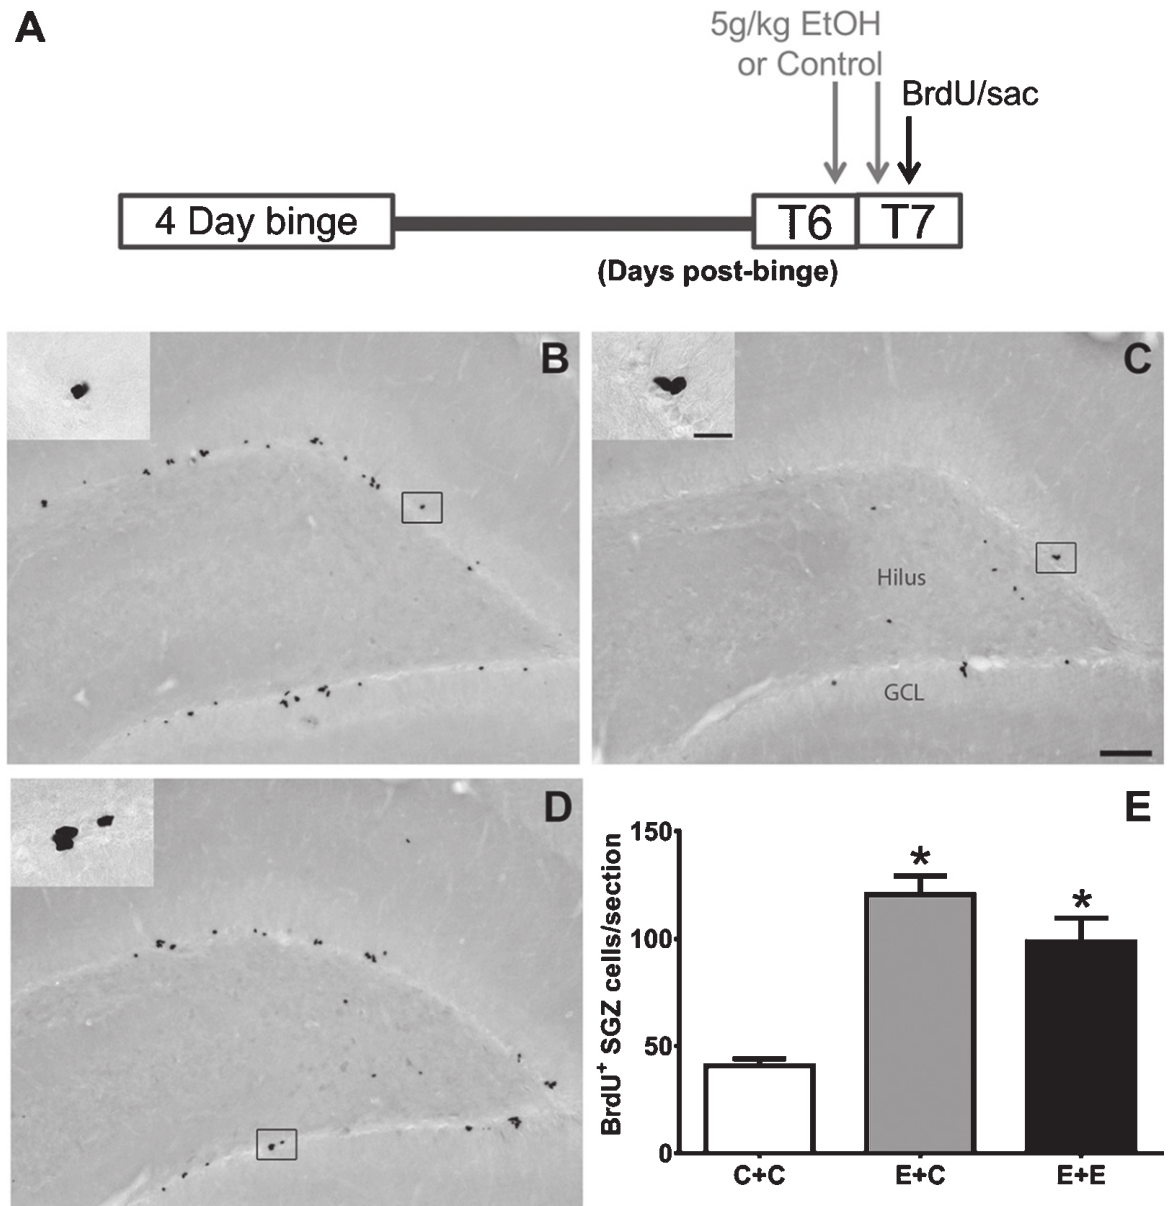 A
5g/kg EtOH
or Control
BrdU/sac
4 Day binge
T6
T7
(Days post-binge)
B
C
Hilus
GCL
D
E
BrdU⁺ SGZ cells/section
150
100
50
0
*
*
C+C
E+C
E+E